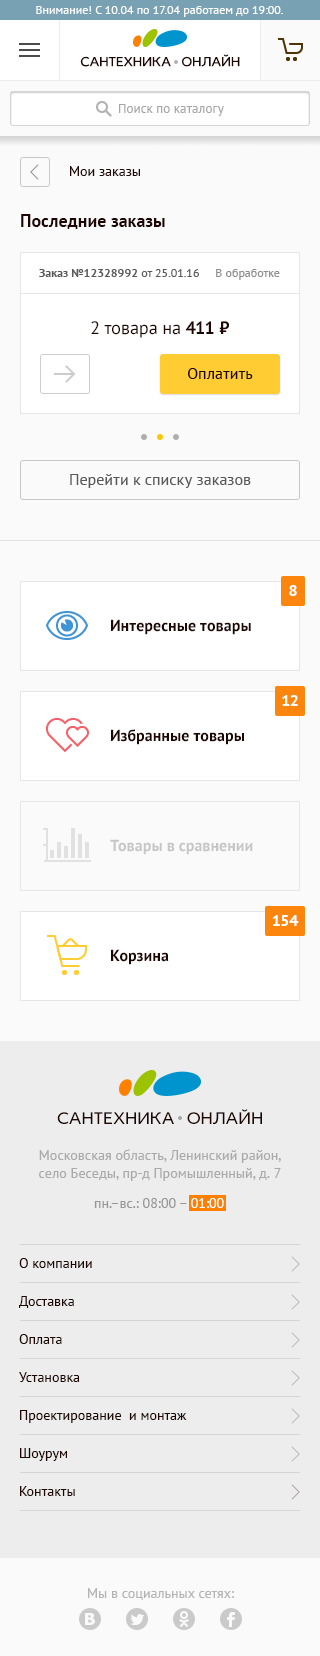 Внимание! С 10.04 по 17.04 работаем до 19:00.
САНТЕХНИКА • ОНЛАЙН
Поиск по каталогу
Мои заказы
Последние заказы
Заказ №12328992 от 25.01.16 В обработке
2 товара на 411 ₽
Оплатить
Перейти к списку заказов
8
Интересные товары
12
Избранные товары
Товары в сравнении
154
Корзина
САНТЕХНИКА • ОНЛАЙН
Московская область, Ленинский район,
село Беседы, пр-д Промышленный, д. 7
пн.–вс.: 08:00 – 01:00
О компании
Доставка
Оплата
Установка
Проектирование и монтаж
Шоурум
Контакты
Мы в социальных сетях: